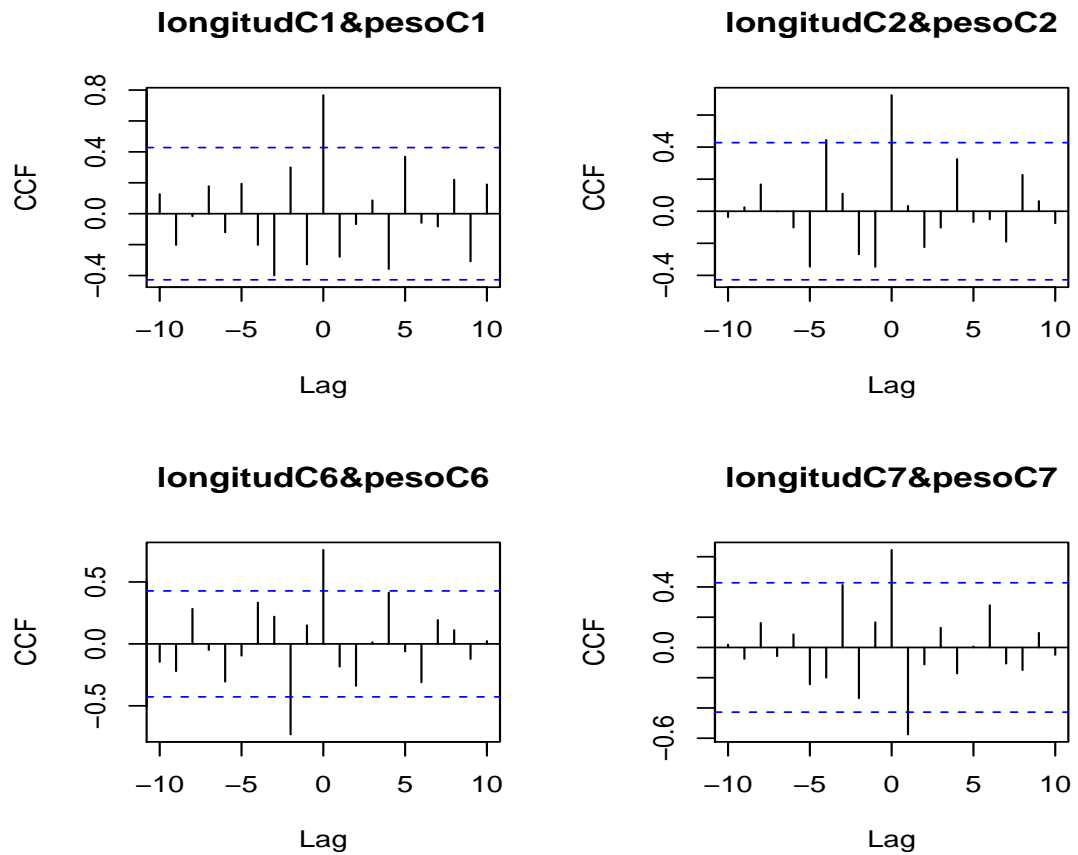 longitudC1&pesoC1
CCF
0.8
0.4
0.0
−0.4
−10 −5 0 5 10
Lag
longitudC2&pesoC2
CCF
0.4
0.0
−0.4
−10 −5 0 5 10
Lag
longitudC6&pesoC6
CCF
0.5
0.0
−0.5
−10 −5 0 5 10
Lag
longitudC7&pesoC7
CCF
0.4
0.0
−0.6
−10 −5 0 5 10
Lag